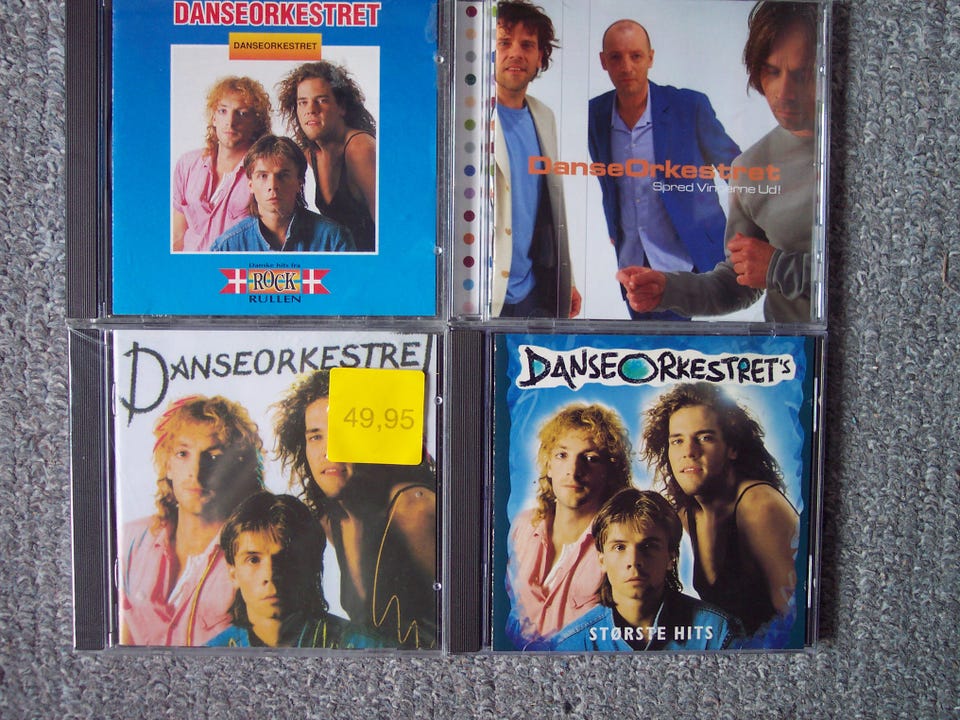 DANSEORKESTRET
DANSEORKESTRET
Danske hits fra
ROCK
RULLEN
DanseOrkestret
Spred Vingerne Ud!
DANSEORKESTRET
49,95
DANSEORKESTRET'S
STØRSTE HITS